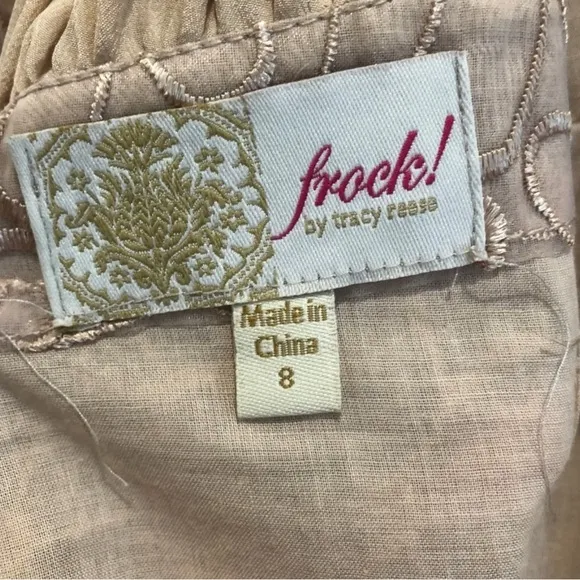 frock!
by tracy reese
Made in
China
8